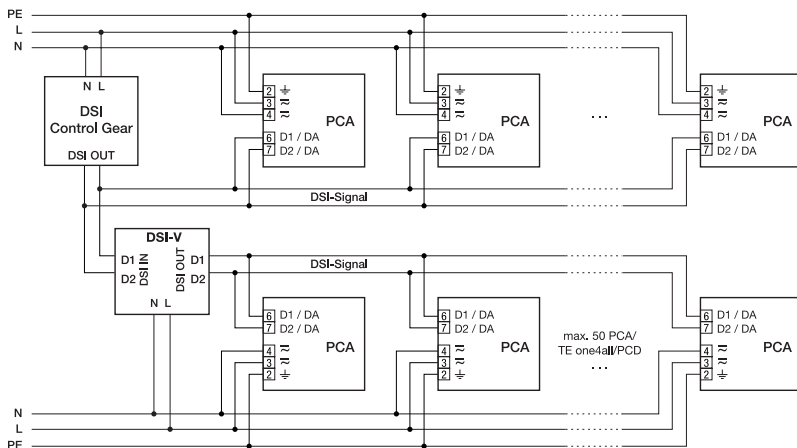 PE
L
N
N L
DSI
Control Gear
DSI OUT
2 ⏚
3 ≂
4 ≂
PCA
6 D1 / DA
7 D2 / DA
2 ⏚
3 ≂
4 ≂
PCA
6 D1 / DA
7 D2 / DA
...
2
3
4
PCA
6
7
DSI-Signal
DSI-V
D1
D2
DSI IN
DSI OUT
D1
D2
N L
DSI-Signal
6 D1 / DA
7 D2 / DA
PCA
4 ≂
3 ≂
2 ⏚
6 D1 / DA
7 D2 / DA
PCA
4 ≂
3 ≂
2 ⏚
max. 50 PCA/
TE one4all/PCD
...
6 D1 / DA
7 D2 / DA
PCA
4 ≂
3 ≂
2 ⏚
N
L
PE